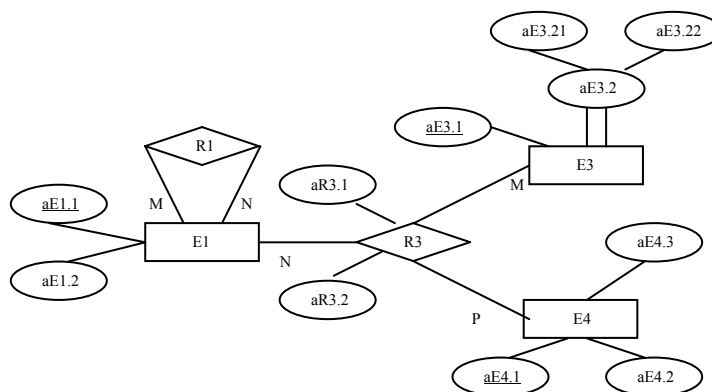 aE3.21
aE3.22
aE3.2
aE3.1
R1
E3
aR3.1
M
aE1.1
M
N
E1
R3
aE4.3
N
aE1.2
aR3.2
P
E4
aE4.1
aE4.2